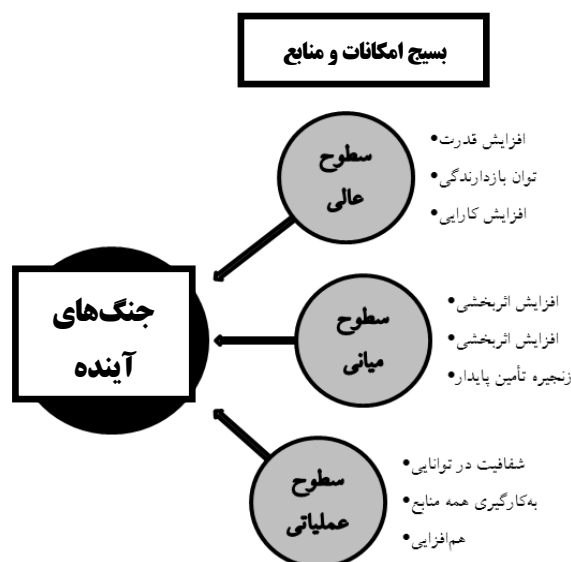 بسیج امکانات و منابع
سطوح
عالی
•افزایش قدرت
•توان بازدارندگی
•افزایش کارایی
جنگ‌های
آینده
سطوح
میانی
•افزایش اثربخشی
•افزایش اثربخشی
•زنجیره تأمین پایدار
سطوح
عملیاتی
•شفافیت در توانایی
•به‌کارگیری همه منابع
•هم‌افزایی